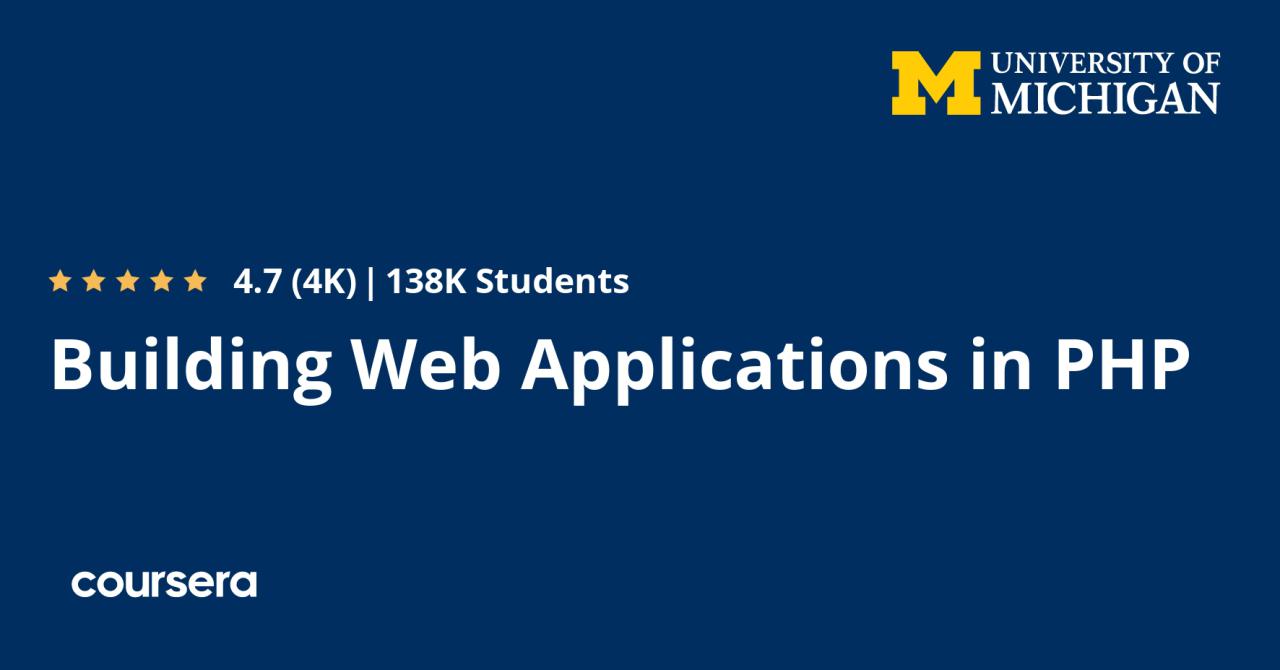 M UNIVERSITY OF
MICHIGAN
4.7 (4K) | 138K Students
Building Web Applications in PHP
coursera